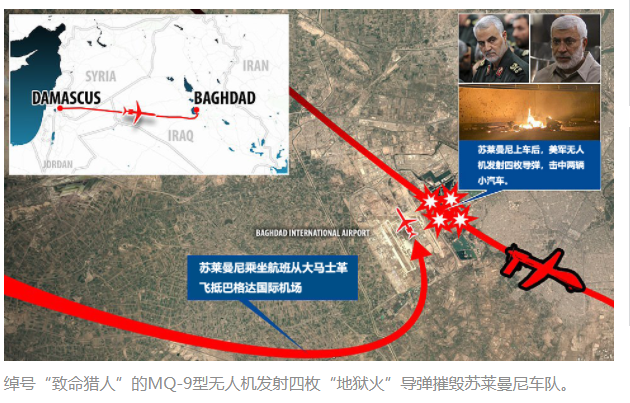 SYRIA
IRAN
DAMASCUS
BAGHDAD
IRAQ
JORDAN
苏莱曼尼上车后，美军无人
机发射四枚导弹，击中两辆
小汽车。
BAGHDAD INTERNATIONAL AIRPORT
苏莱曼尼乘坐航班从大马士革
飞抵巴格达国际机场
绰号“致命猎人”的MQ-9型无人机发射四枚“地狱火”导弹摧毁苏莱曼尼车队。